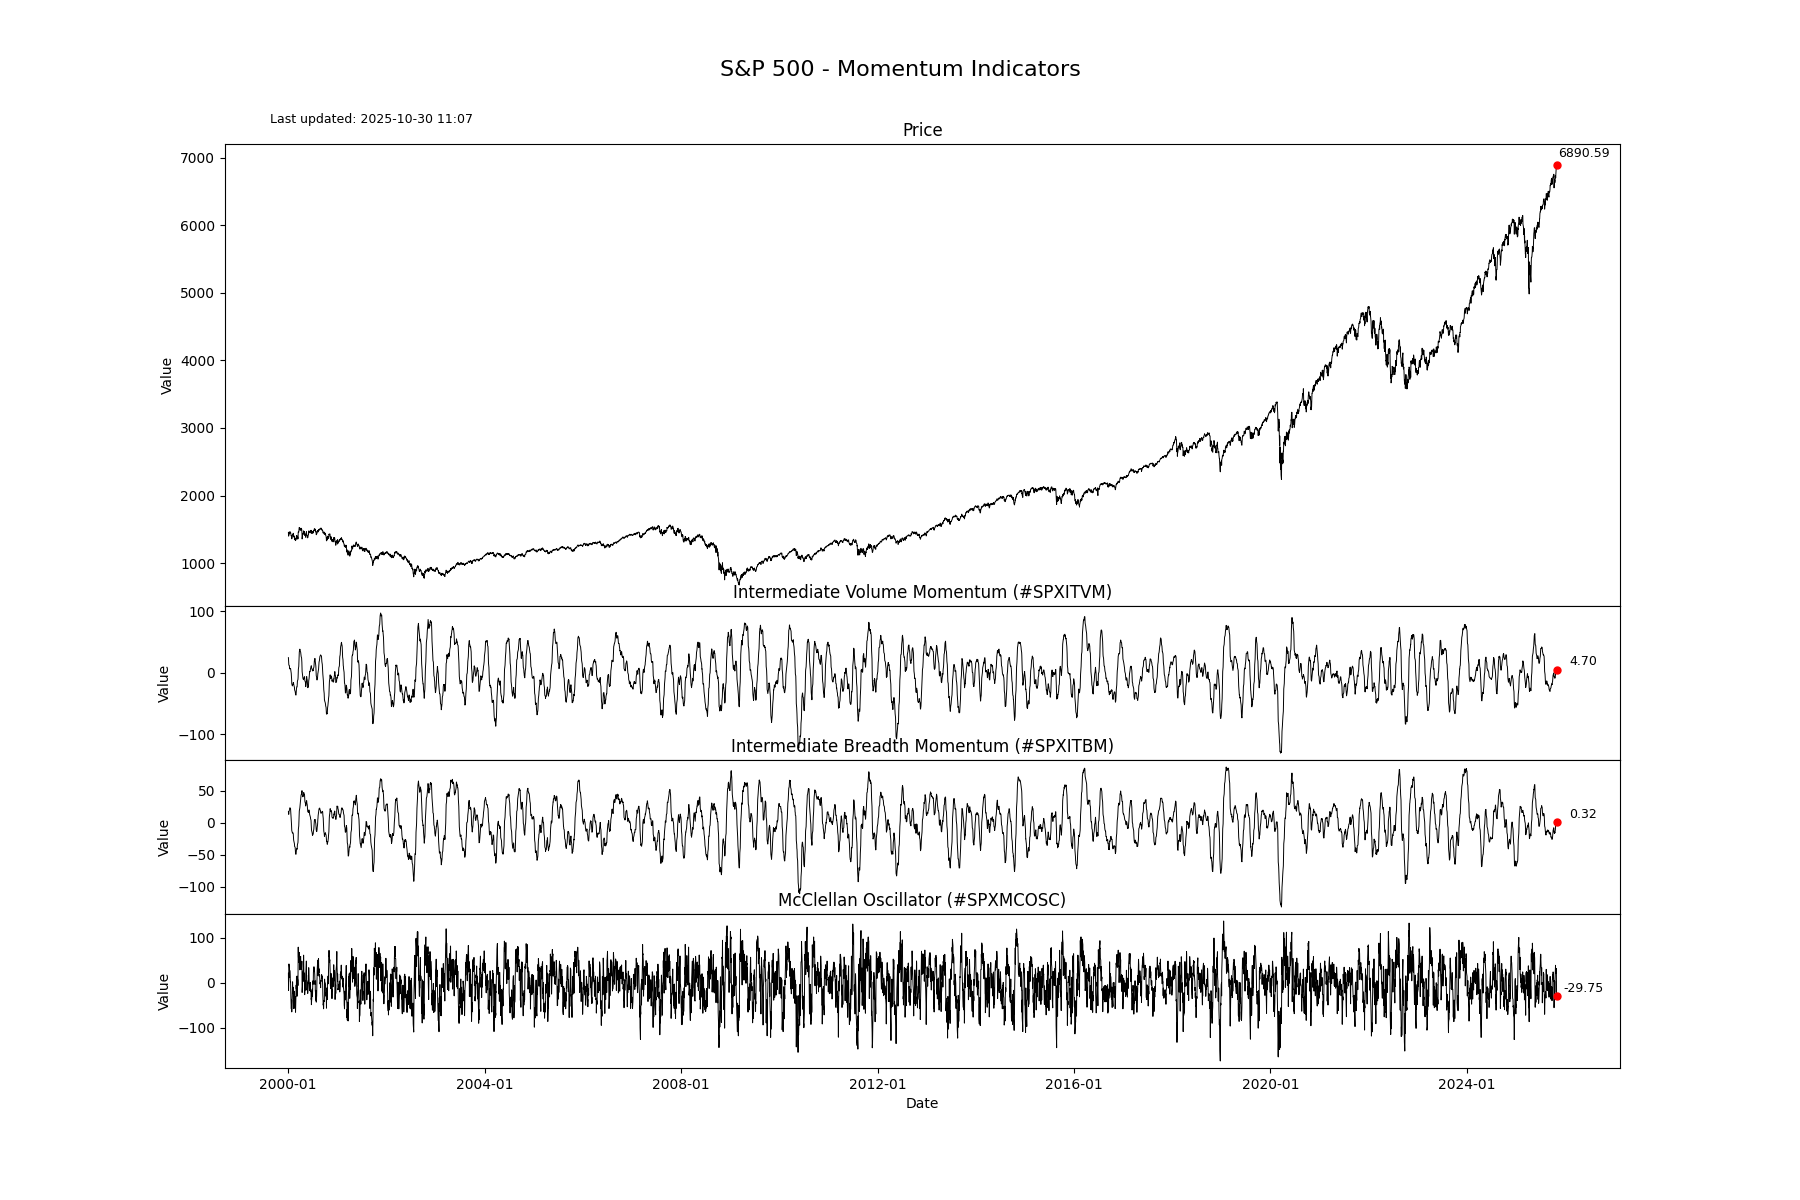 S&P 500 - Momentum Indicators
Last updated: 2025-10-30 11:07
Price
7000
6000
5000
4000
3000
2000
1000
Value
6890.59
Intermediate Volume Momentum (#SPXITVM)
100
0
−100
Value
4.70
Intermediate Breadth Momentum (#SPXITBM)
50
0
−50
−100
Value
0.32
McClellan Oscillator (#SPXMCOSC)
100
0
−100
Value
-29.75
2000-01 2004-01 2008-01 2012-01 2016-01 2020-01 2024-01
Date